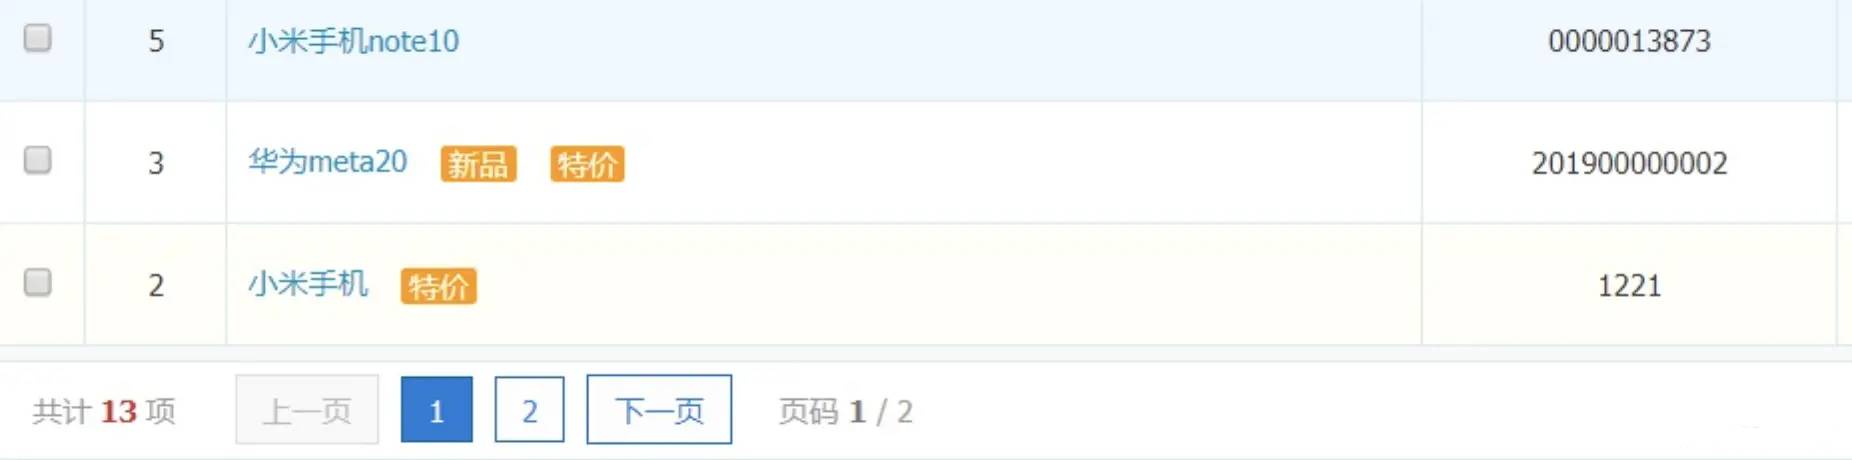 5 小米手机note10 0000013873
3 华为meta20 新品 特价 201900000002
2 小米手机 特价 1221
共计 13 项 上一页 1 2 下一页 页码 1 / 2